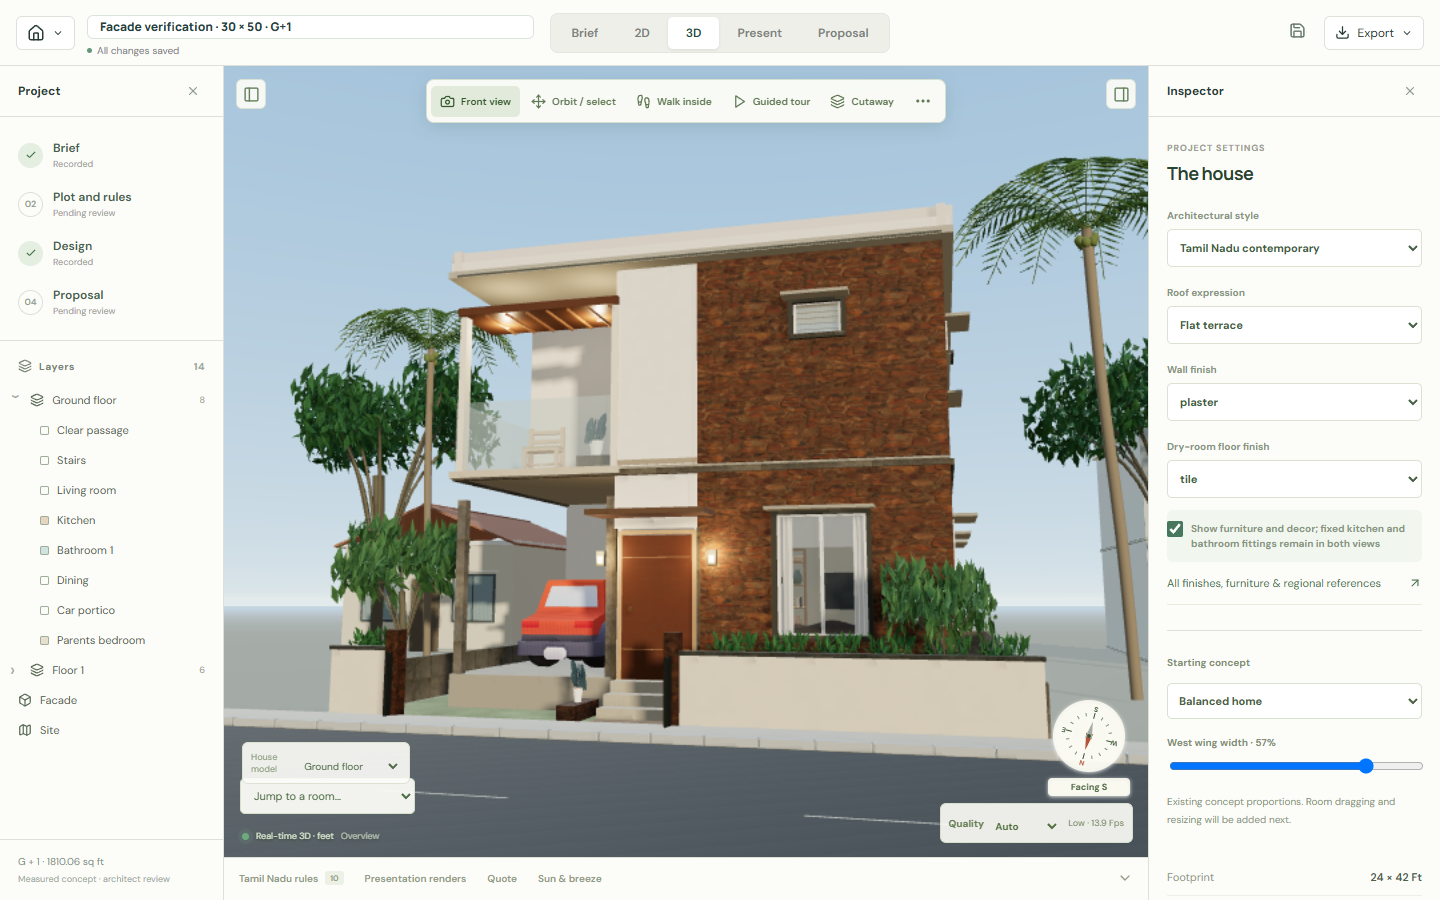 Facade verification · 30 × 50 · G+1
All changes saved
Brief
2D
3D
Present
Proposal
Export
Project
Brief
Recorded
02
Plot and rules
Pending review
Design
Recorded
04
Proposal
Pending review
Layers
14
Ground floor
8
Clear passage
Stairs
Living room
Kitchen
Bathroom 1
Dining
Car portico
Parents bedroom
Floor 1
6
Facade
Site
G + 1 · 1810.06 sq ft
Measured concept · architect review
Front view
Orbit / select
Walk inside
Guided tour
Cutaway
House model
Ground floor
Jump to a room...
Real-time 3D · feet
Overview
S
E
W
N
Facing S
Quality
Auto
Low · 13.9 Fps
Tamil Nadu rules
10
Presentation renders
Quote
Sun & breeze
Inspector
PROJECT SETTINGS
The house
Architectural style
Tamil Nadu contemporary
Roof expression
Flat terrace
Wall finish
plaster
Dry-room floor finish
tile
Show furniture and decor; fixed kitchen and
bathroom fittings remain in both views
All finishes, furniture & regional references
Starting concept
Balanced home
West wing width · 57%
Existing concept proportions. Room dragging and
resizing will be added next.
Footprint
24 × 42 Ft